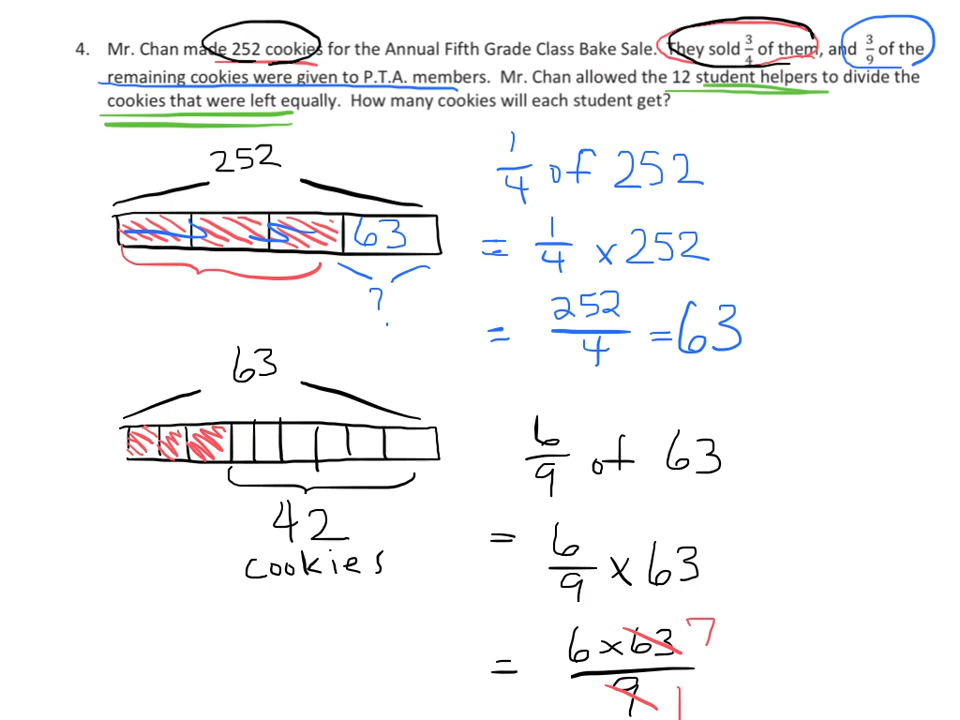 4. Mr. Chan made 252 cookies for the Annual Fifth Grade Class Bake Sale. They sold 3/4 of them, and 3/9 of the
remaining cookies were given to P.T.A. members. Mr. Chan allowed the 12 student helpers to divide the
cookies that were left equally. How many cookies will each student get?
252
63
?
1/4 of 252
= 1/4 x 252
= 252/4 = 63
63
42
cookies
6/9 of 63
= 6/9 x 63
= 6 x 63 7
9 1